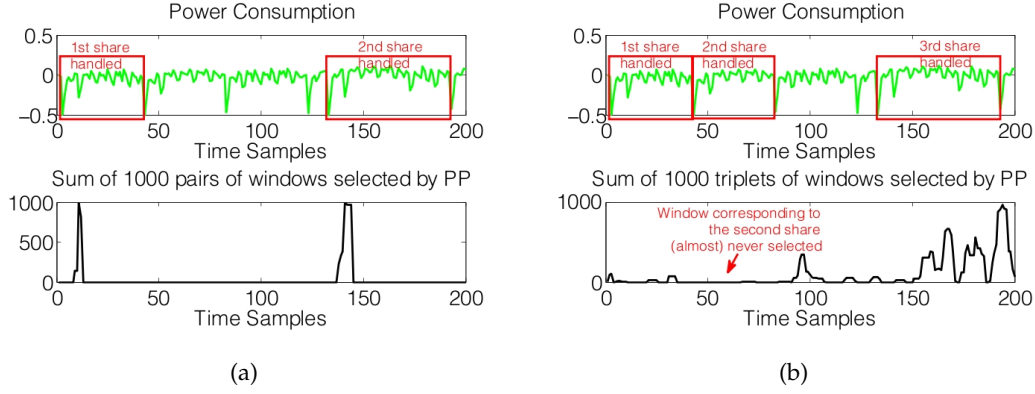 Power Consumption
0.5
0
−0.5
1st share
handled
2nd share
handled
0 50 100 150 200
Time Samples
Sum of 1000 pairs of windows selected by PP
1000
500
0
0 50 100 150 200
Time Samples
(a)
Power Consumption
0.5
0
−0.5
1st share
handled
2nd share
handled
3rd share
handled
0 50 100 150 200
Time Samples
Sum of 1000 triplets of windows selected by PP
1000
0
Window corresponding to
the second share
(almost) never selected
0 50 100 150 200
Time Samples
(b)